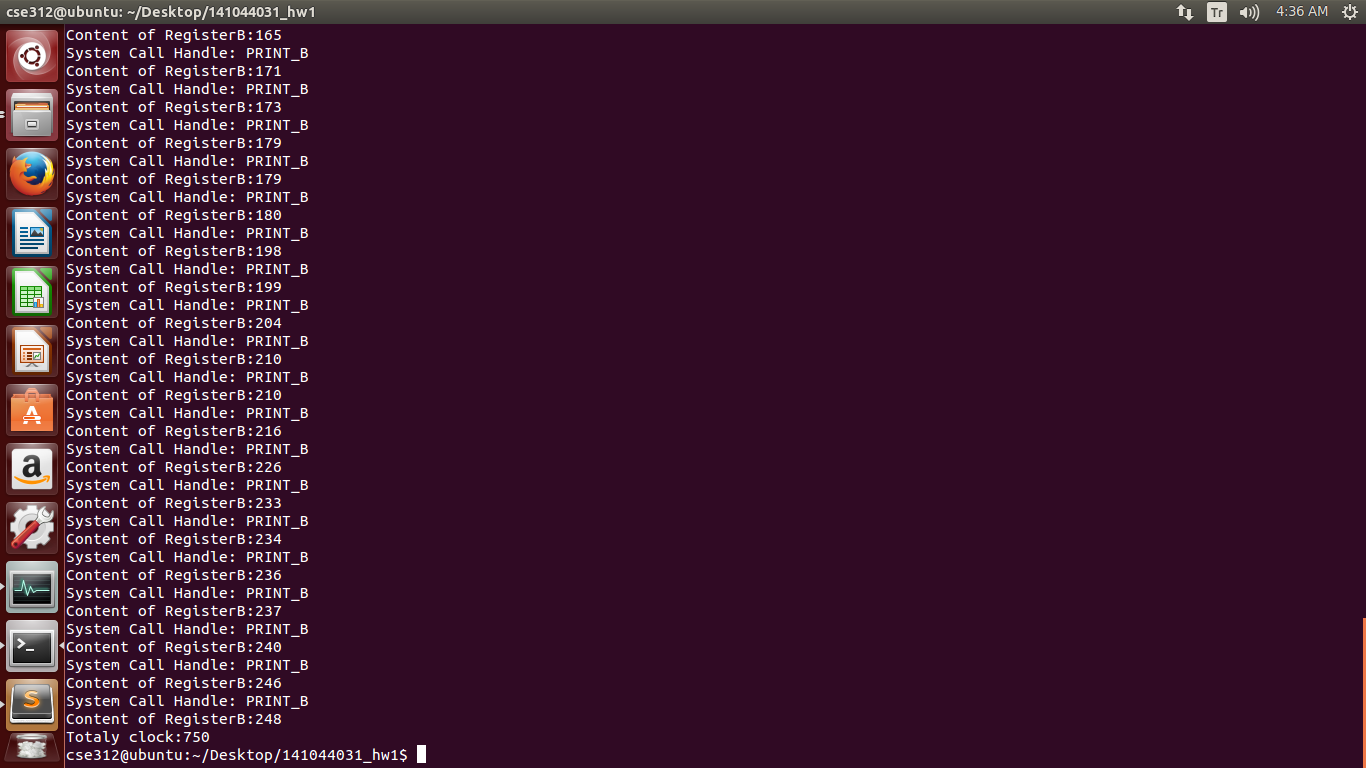 cse312@ubuntu: ~/Desktop/141044031_hw1
Tr
4:36 AM
Content of RegisterB:165
System Call Handle: PRINT_B
Content of RegisterB:171
System Call Handle: PRINT_B
Content of RegisterB:173
System Call Handle: PRINT_B
Content of RegisterB:179
System Call Handle: PRINT_B
Content of RegisterB:179
System Call Handle: PRINT_B
Content of RegisterB:180
System Call Handle: PRINT_B
Content of RegisterB:198
System Call Handle: PRINT_B
Content of RegisterB:199
System Call Handle: PRINT_B
Content of RegisterB:204
System Call Handle: PRINT_B
Content of RegisterB:210
System Call Handle: PRINT_B
Content of RegisterB:210
System Call Handle: PRINT_B
Content of RegisterB:216
System Call Handle: PRINT_B
Content of RegisterB:226
System Call Handle: PRINT_B
Content of RegisterB:233
System Call Handle: PRINT_B
Content of RegisterB:234
System Call Handle: PRINT_B
Content of RegisterB:236
System Call Handle: PRINT_B
Content of RegisterB:237
System Call Handle: PRINT_B
Content of RegisterB:240
System Call Handle: PRINT_B
Content of RegisterB:246
System Call Handle: PRINT_B
Content of RegisterB:248
Totaly clock:750
cse312@ubuntu:~/Desktop/141044031_hw1$